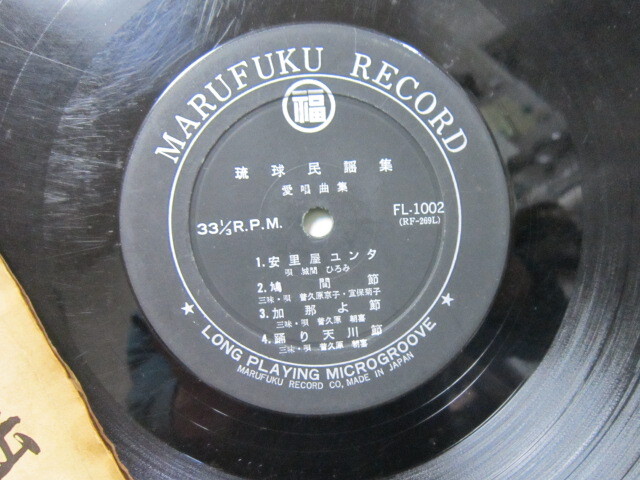 MARUFUKU RECORD
福
琉球民謡集
愛唱曲集
33⅓R.P.M.
FL-1002
(RF-269L)
1.安里屋ユンタ
唄 城間 ひろみ
2.鳩間節
三味・唄 普久原京子・宜保菊子
3.加那よ節
三味・唄 普久原 朝喜
4.踊り天川節
三味・唄 普久原 朝喜
★ LONG PLAYING MICROGROOVE ★
MARUFUKU RECORD CO, MADE IN JAPAN